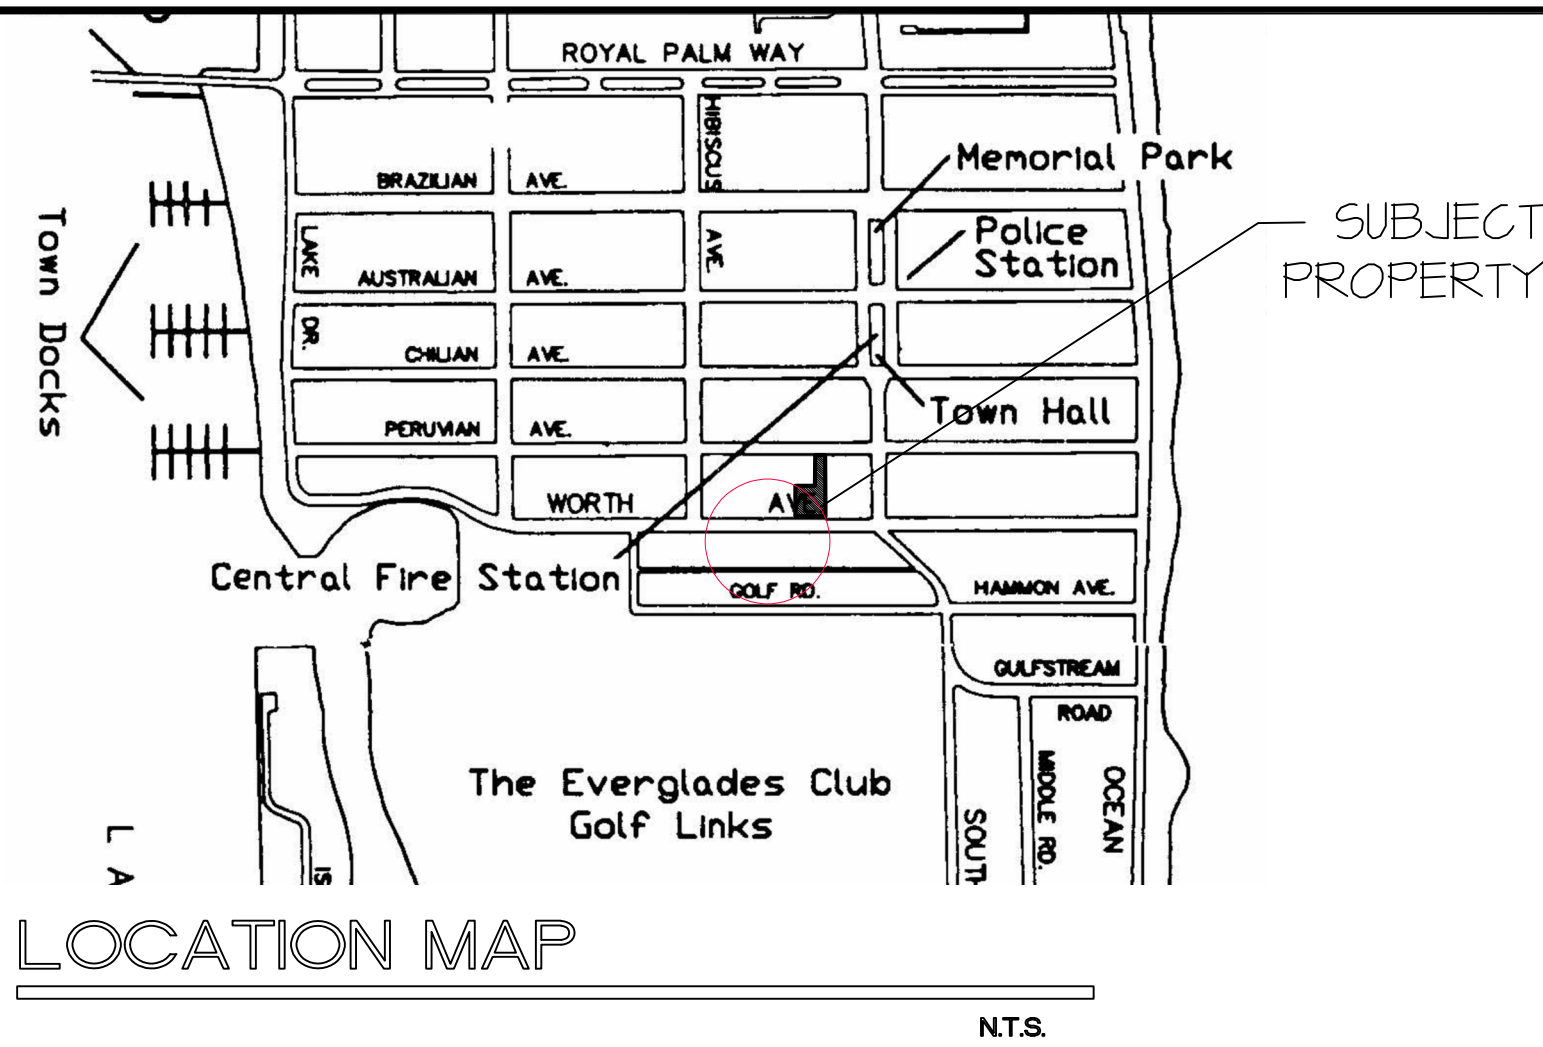 ROYAL PALM WAY
HIBISCUS
AVE.
Memorial Park
BRAZILIAN AVE.
SUBJECT
PROPERTY
Police
Station
Town Docks
LAKE
DR.
AUSTRALIAN AVE.
CHILIAN AVE.
Town Hall
PERUVIAN AVE.
WORTH AVE.
Central Fire Station
GOLF RD.
HAMMON AVE.
GULFSTREAM
ROAD
The Everglades Club
Golf Links
MIDDLE RD.
OCEAN
SOUTH
L A
IS
LOCATION MAP
N.T.S.